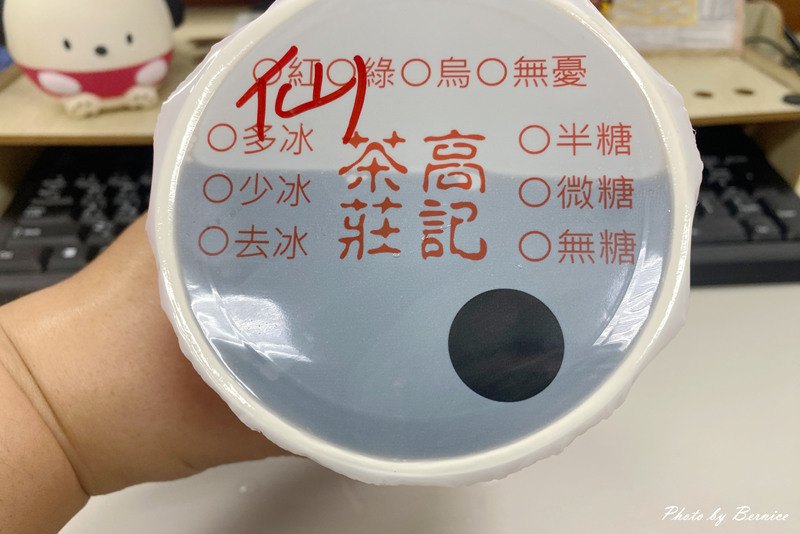 ○紅○綠○烏○無憂
仙
○多冰
○少冰
○去冰
高記
茶莊
○半糖
○微糖
○無糖
Photo by Bernice